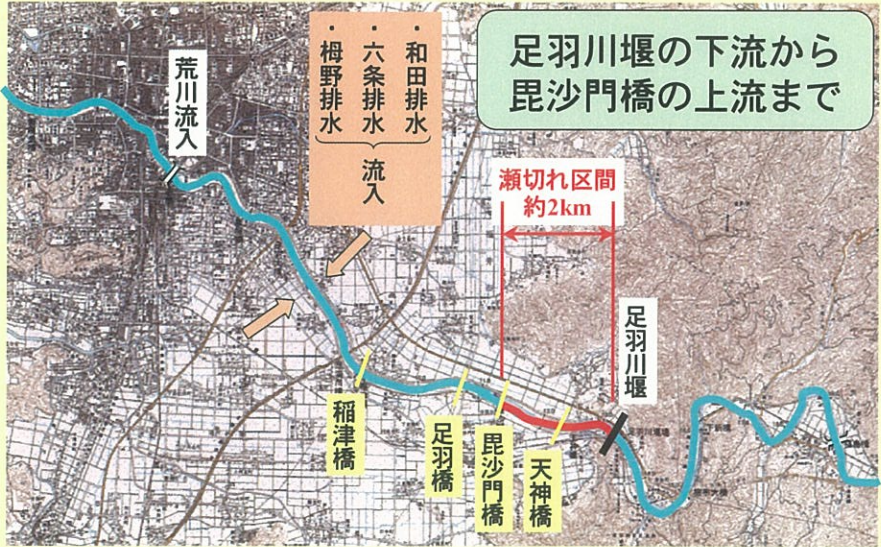 足羽川堰の下流から
毘沙門橋の上流まで
荒川流入
・和田排水
・六条排水
・栂野排水
流入
瀬切れ区間
約2km
足羽川堰
稲津橋
足羽橋
毘沙門橋
天神橋